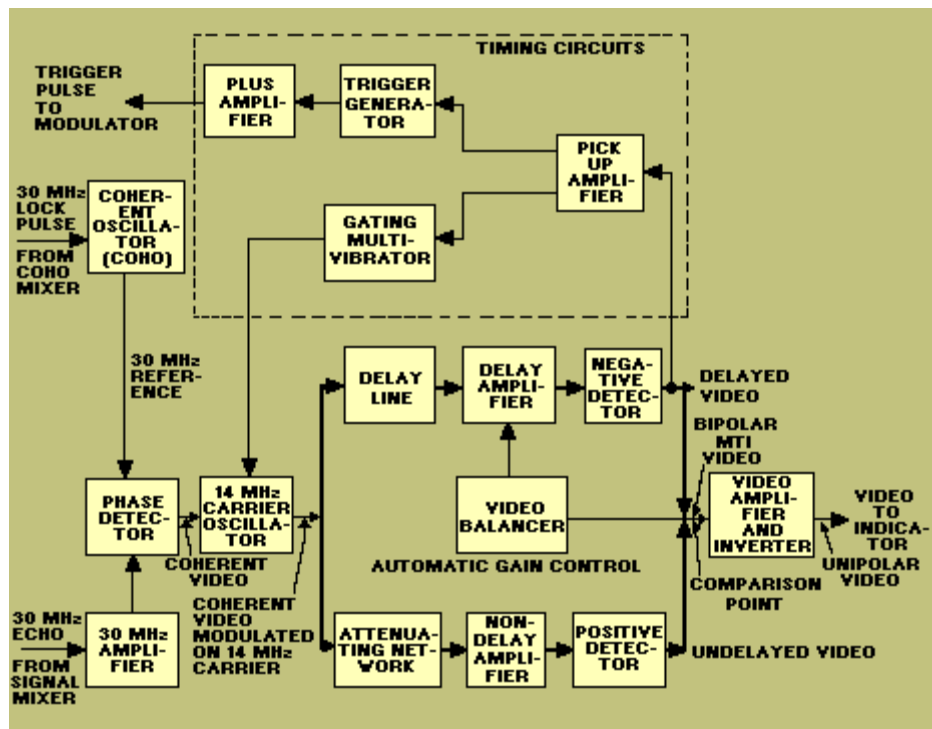 TIMING CIRCUITS
TRIGGER
PULSE
TO
MODULATOR
PLUS
AMPLI-
FIER
TRIGGER
GENERA-
TOR
PICK
UP
AMPLI-
FIER
30 MHz
LOCK
PULSE
FROM
COHO
MIXER
COHER-
ENT
OSCILLA-
TOR
(COHO)
GATING
MULTI-
VIBRATOR
30 MHz
REFER-
ENCE
DELAY
LINE
DELAY
AMPLI-
FIER
NEGA-
TIVE
DETEC-
TOR
DELAYED
VIDEO
BIPOLAR
MTI
VIDEO
PHASE
DETEC-
TOR
14 MHz
CARRIER
OSCILLA-
TOR
VIDEO
BALANCER
VIDEO
AMPLI-
FIER
AND
INVERTER
VIDEO
TO
INDICA-
TOR
COHERENT
VIDEO
AUTOMATIC GAIN CONTROL
UNIPOLAR
VIDEO
COMPARISON
POINT
COHERENT
VIDEO
MODULATED
ON 14 MHz
CARRIER
30 MHz
ECHO
FROM
SIGNAL
MIXER
30 MHz
AMPLI-
FIER
ATTENUA-
TING NET-
WORK
NON-
DELAY
AMPLI-
FIER
POSITIVE
DETEC-
TOR
UNDELAYED VIDEO